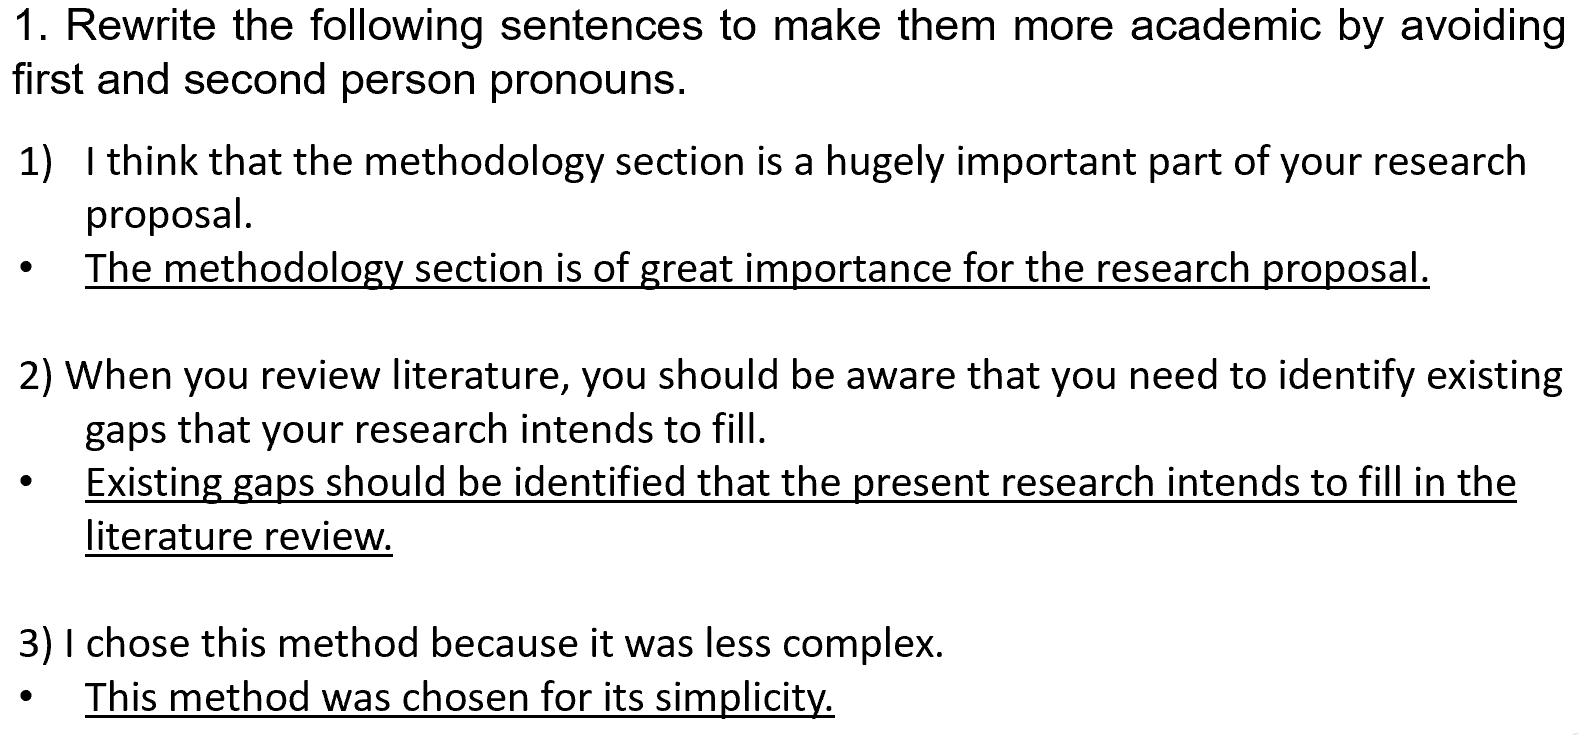 1. Rewrite the following sentences to make them more academic by avoiding
first and second person pronouns.
1) I think that the methodology section is a hugely important part of your research
proposal.
• The methodology section is of great importance for the research proposal.
2) When you review literature, you should be aware that you need to identify existing
gaps that your research intends to fill.
• Existing gaps should be identified that the present research intends to fill in the
literature review.
3) I chose this method because it was less complex.
• This method was chosen for its simplicity.